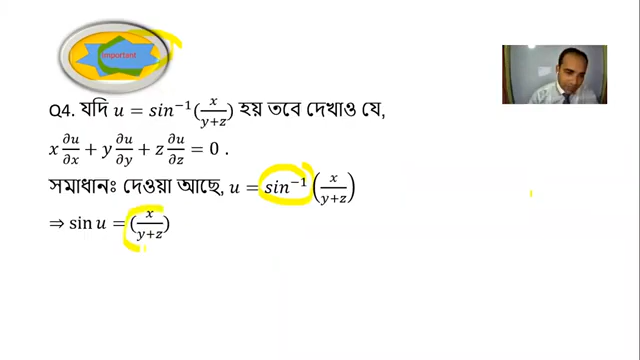 important
Q4. যদি u = sin⁻¹(x/(y+z)) হয় তবে দেখাও যে,
x ∂u/∂x + y ∂u/∂y + z ∂u/∂z = 0 .
সমাধানঃ দেওয়া আছে, u = sin⁻¹(x/(y+z))
⇒ sin u = (x/(y+z))